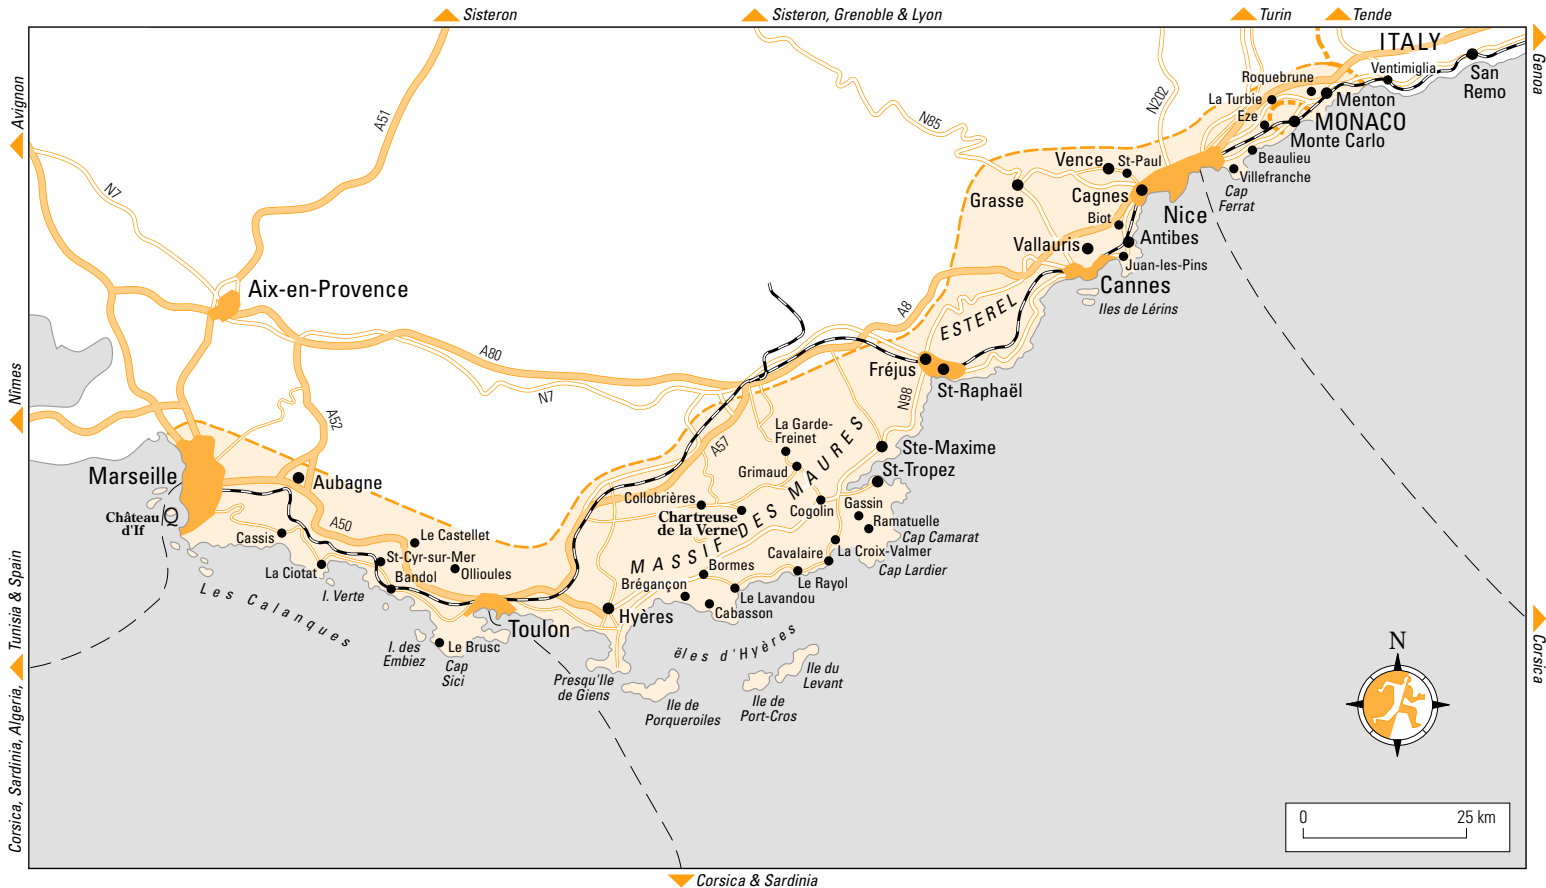 Sisteron
Sisteron, Grenoble & Lyon
Turin
Tende
Genoa
Avignon
Nîmes
Tunisia & Spain
Corsica, Sardinia, Algeria,
Corsica
Corsica & Sardinia
ITALY
Ventimiglia
San
Remo
Roquebrune
La Turbie
Menton
Eze
MONACO
Monte Carlo
Beaulieu
Villefranche
Cap
Ferrat
A51
N85
N202
N7
Vence
St-Paul
Grasse
Cagnes
Nice
Biot
Vallauris
Antibes
Juan-les-Pins
Cannes
Iles de Lérins
Aix-en-Provence
A8
ESTEREL
A80
N7
Fréjus
St-Raphaël
N98
A52
A57
La Garde-
Freinet
Grimaud
Ste-Maxime
St-Tropez
Marseille
Aubagne
Collobrières
Chartreuse
de la Verne
Cogolin
Gassin
Ramatuelle
Cap Camarat
MASSIF DES MAURES
Château
d'If
A50
Cassis
Le Castellet
St-Cyr-sur-Mer
La Ciotat
Bandol
Ollioules
I. Verte
Les Calanques
Cavalaire
La Croix-Valmer
Cap Lardier
Bormes
Le Rayol
Brégançon
Le Lavandou
Cabasson
Hyères
Toulon
I. des
Embiez
Le Brusc
Cap
Sici
ëles d'Hyères
Presqu'Ile
de Giens
Ile du
Levant
Ile de
Porqueroiles
Ile de
Port-Cros
N
0 25 km